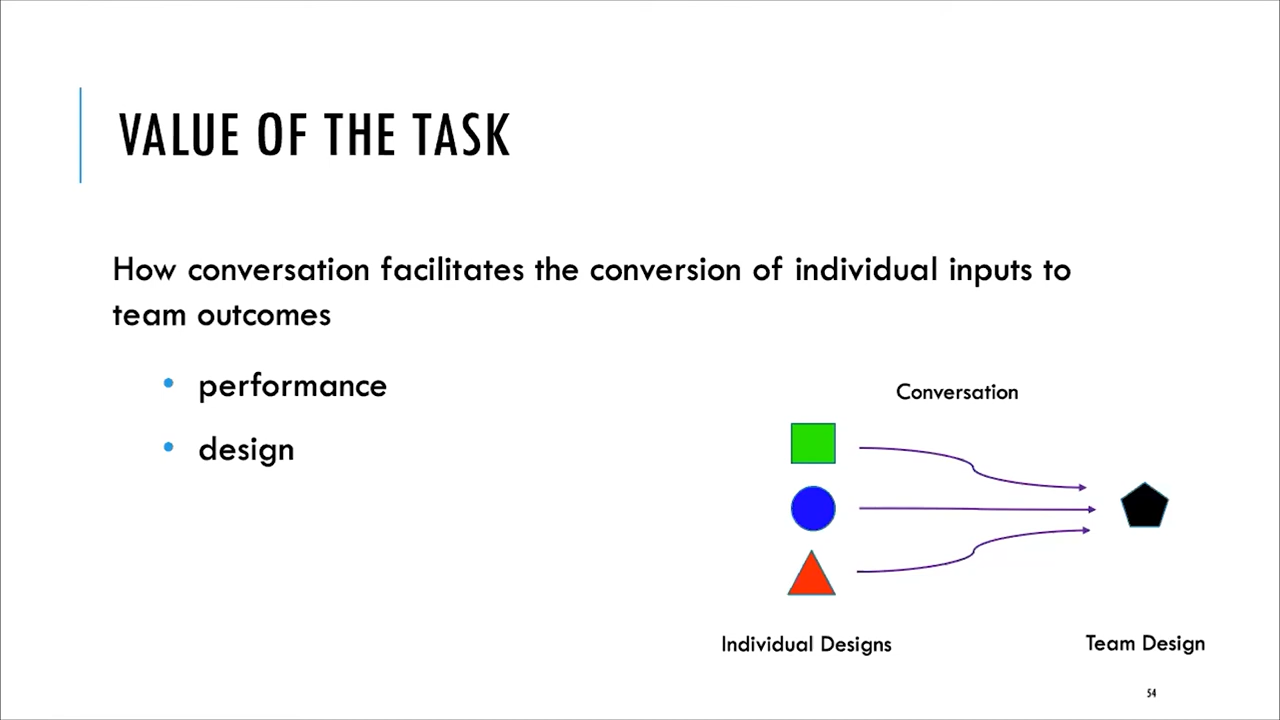 VALUE OF THE TASK
How conversation facilitates the conversion of individual inputs to
team outcomes
• performance
• design
Conversation
Individual Designs
Team Design
54